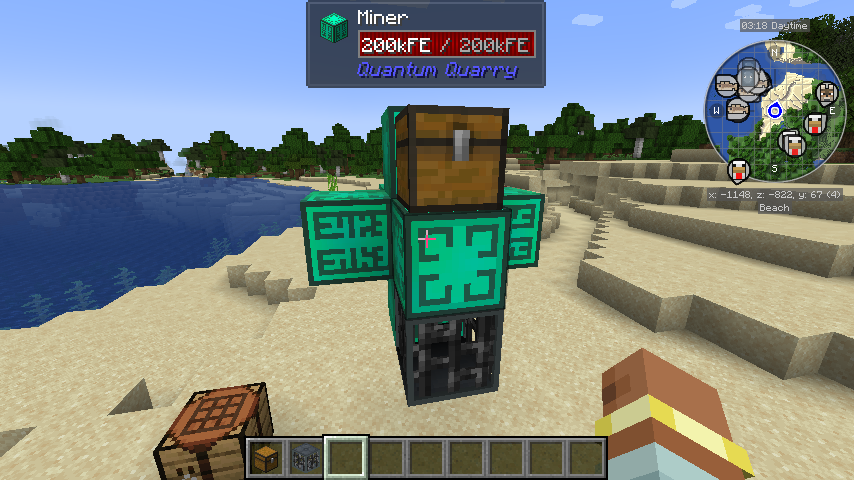 Miner
200kFE / 200kFE
Quantum Quarry
03:18 Daytime
N
W
E
S
x: -1148, z: -822, y: 67 (4)
Beach